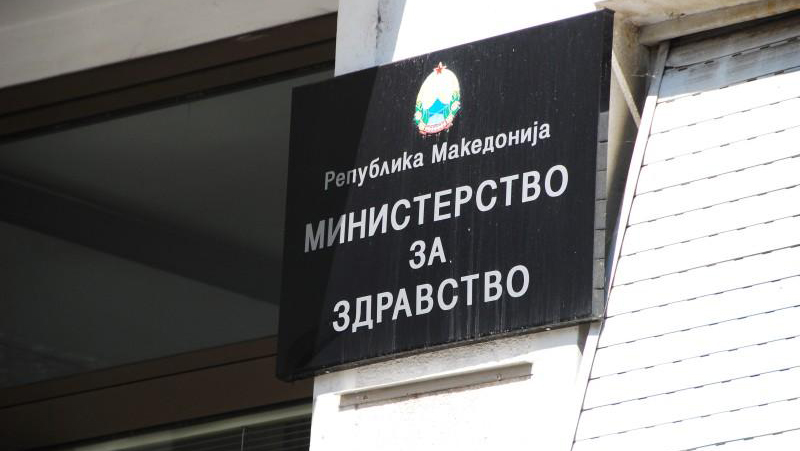 Република Македонија
МИНИСТЕРСТВО
ЗА
ЗДРАВСТВО